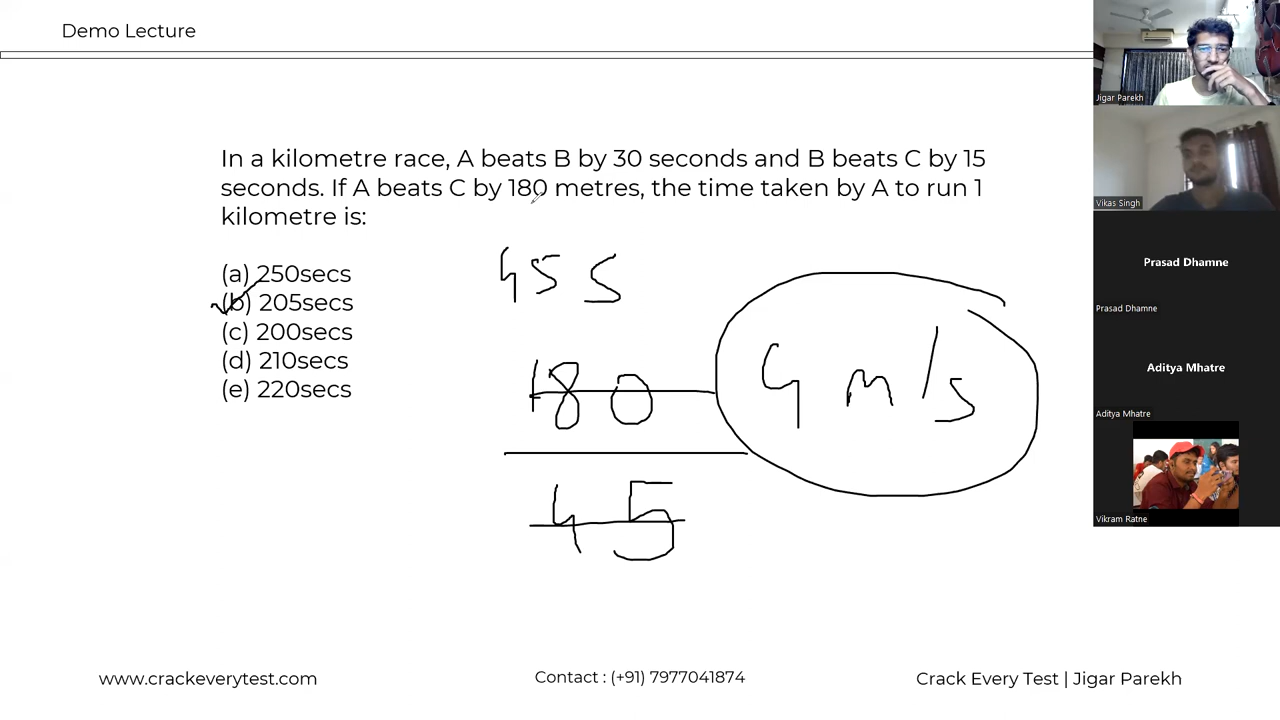 Demo Lecture
In a kilometre race, A beats B by 30 seconds and B beats C by 15
seconds. If A beats C by 180 metres, the time taken by A to run 1
kilometre is:
(a) 250secs
(b) 205secs
(c) 200secs
(d) 210secs
(e) 220secs
45 s
180
45
4 m/s
Jigar Parekh
Vikas Singh
Prasad Dhamne
Prasad Dhamne
Aditya Mhatre
Aditya Mhatre
Vikram Ratne
www.crackeverytest.com
Contact : (+91) 7977041874
Crack Every Test | Jigar Parekh